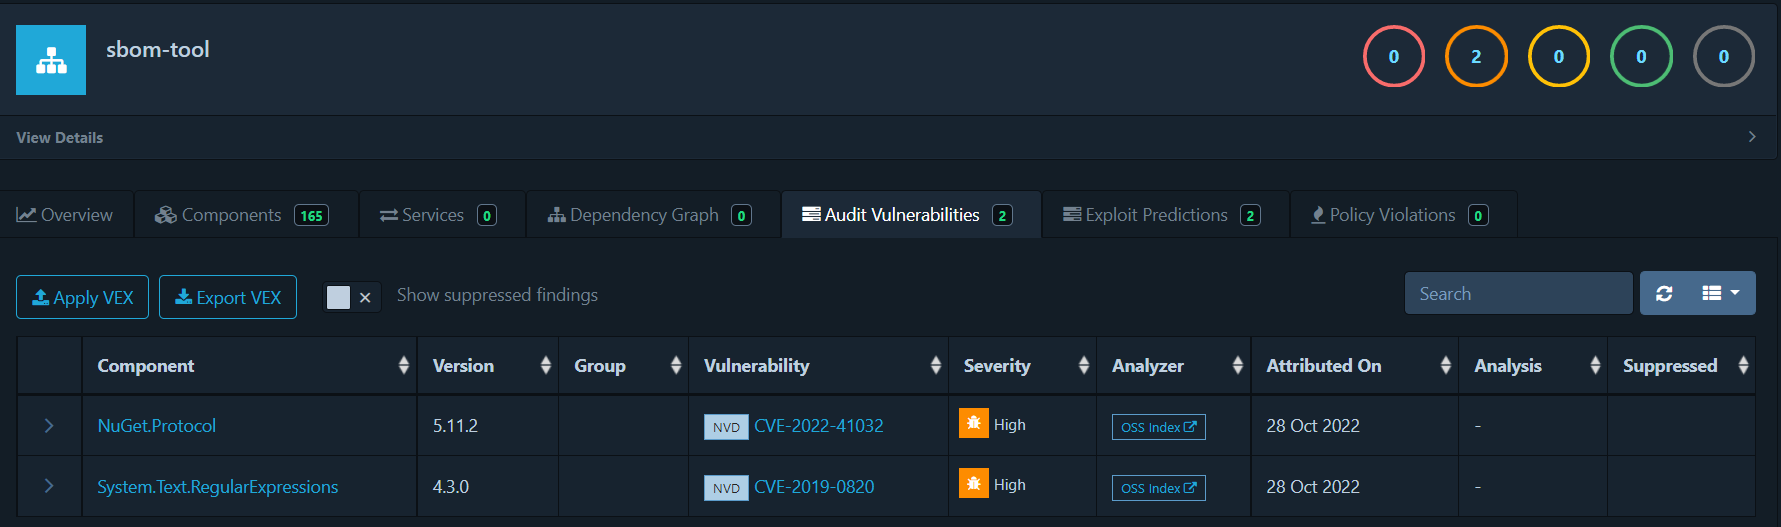 sbom-tool
0 2 0 0 0
View Details
Overview Components 165 Services 0 Dependency Graph 0 Audit Vulnerabilities 2 Exploit Predictions 2 Policy Violations 0
Apply VEX Export VEX Show suppressed findings Search
Component Version Group Vulnerability Severity Analyzer Attributed On Analysis Suppressed
NuGet.Protocol 5.11.2 NVD CVE-2022-41032 High OSS Index 28 Oct 2022 -
System.Text.RegularExpressions 4.3.0 NVD CVE-2019-0820 High OSS Index 28 Oct 2022 -